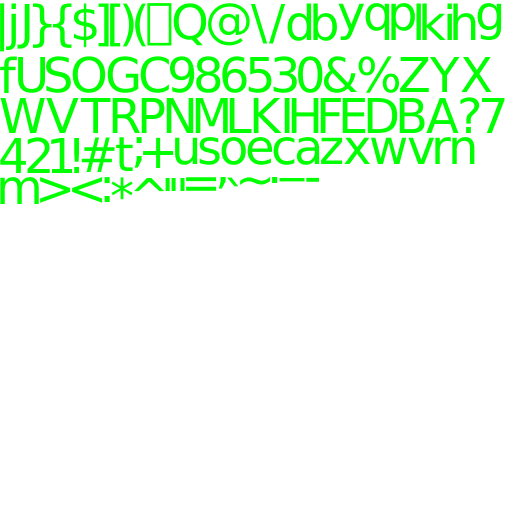 |jJ}{$][)(□Q@\/dbyqplkihg
fUSOGC986530&%ZYX
WVTRPNMLKIHFEDBA?7
421!#t;+usoecazxwvrn
m><:*^"'=,`~._-